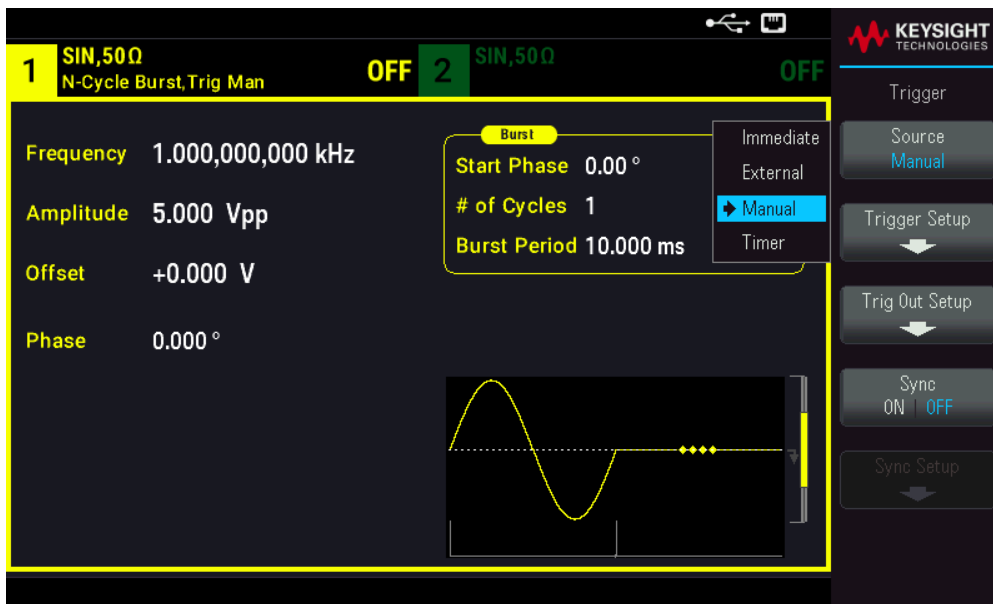 KEYSIGHT
TECHNOLOGIES
1 SIN,50Ω OFF
N-Cycle Burst,Trig Man
2 SIN,50Ω OFF
Frequency 1.000,000,000 kHz
Amplitude 5.000 Vpp
Offset +0.000 V
Phase 0.000 °
Burst
Start Phase 0.00 °
# of Cycles 1
Burst Period 10.000 ms
Immediate
External
Manual
Timer
Trigger
Source
Manual
Trigger Setup
Trig Out Setup
Sync
ON | OFF
Sync Setup